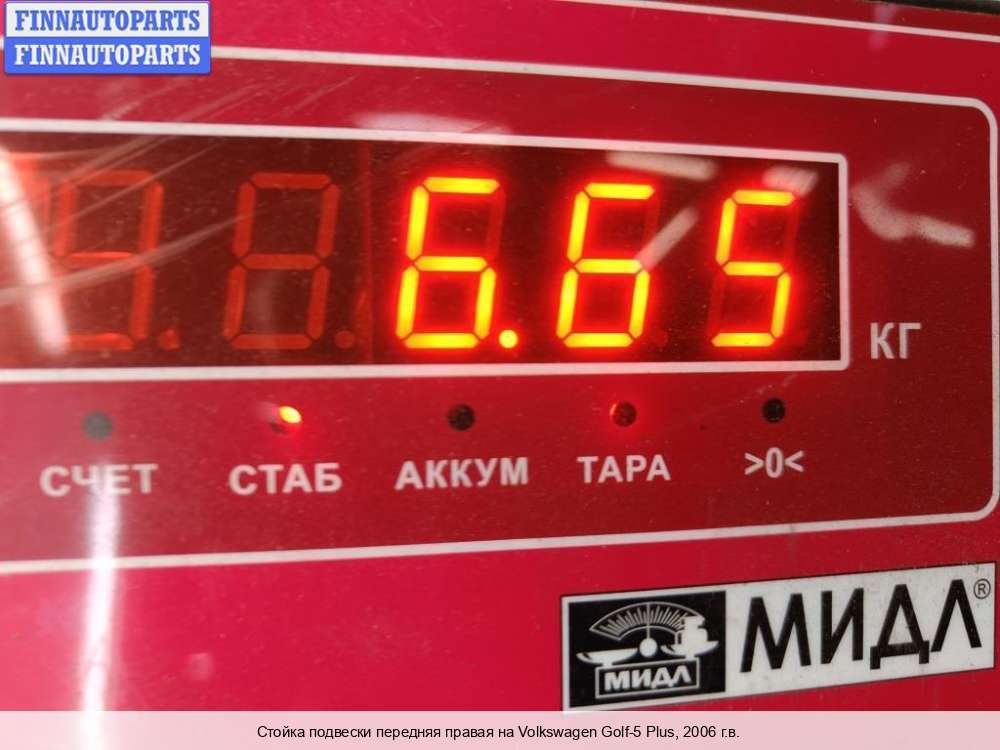 FINNAUTOPARTS
FINNAUTOPARTS
6.65
КГ
СЧЕТ СТАБ АККУМ ТАРА >0<
МИДЛ®
МИДЛ
Стойка подвески передняя правая на Volkswagen Golf-5 Plus, 2006 г.в.